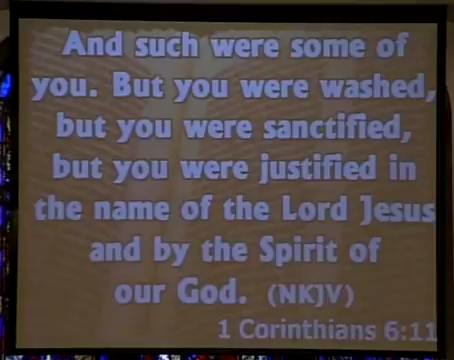 And such were some of
you. But you were washed,
but you were sanctified,
but you were justified in
the name of the Lord Jesus
and by the Spirit of
our God. (NKJV)
1 Corinthians 6:11